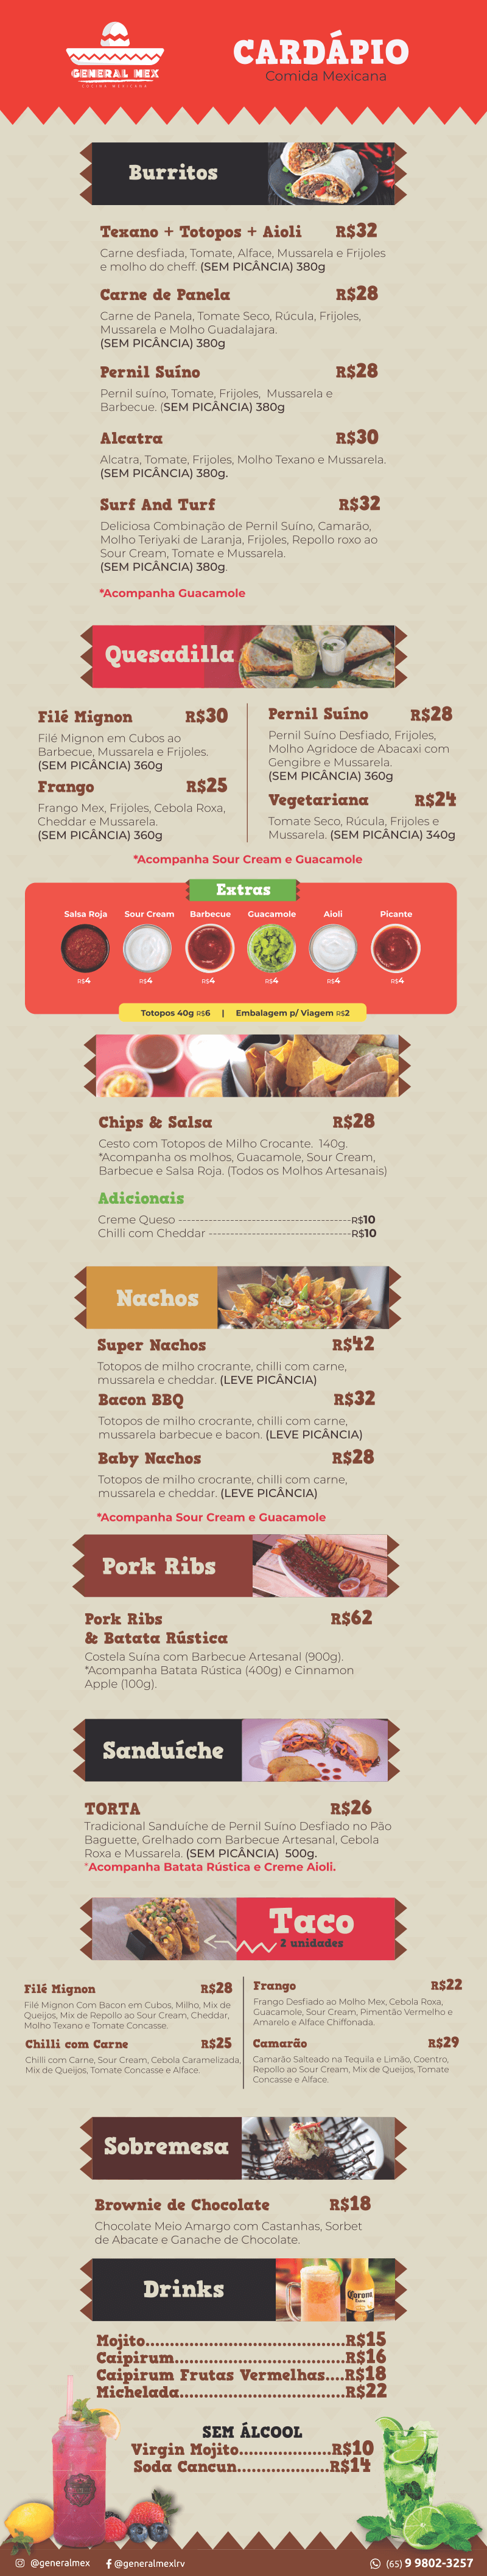 GENERAL MEX
COCINA MEXICANA
CARDÁPIO
Comida Mexicana
Burritos
Texano + Totopos + Aioli R$32
Carne desfiada, Tomate, Alface, Mussarela e Frijoles
e molho do cheff. (SEM PICÂNCIA) 380g
Carne de Panela R$28
Carne de Panela, Tomate Seco, Rúcula, Frijoles,
Mussarela e Molho Guadalajara.
(SEM PICÂNCIA) 380g
Pernil Suíno R$28
Pernil suíno, Tomate, Frijoles, Mussarela e
Barbecue. (SEM PICÂNCIA) 380g
Alcatra R$30
Alcatra, Tomate, Frijoles, Molho Texano e Mussarela.
(SEM PICÂNCIA) 380g.
Surf And Turf R$32
Deliciosa Combinação de Pernil Suíno, Camarão,
Molho Teriyaki de Laranja, Frijoles, Repollo roxo ao
Sour Cream, Tomate e Mussarela.
(SEM PICÂNCIA) 380g.
*Acompanha Guacamole
Quesadilla
Filé Mignon R$30
Filé Mignon em Cubos ao
Barbecue, Mussarela e Frijoles.
(SEM PICÂNCIA) 360g
Frango R$25
Frango Mex, Frijoles, Cebola Roxa,
Cheddar e Mussarela.
(SEM PICÂNCIA) 360g
Pernil Suíno R$28
Pernil Suíno Desfiado, Frijoles,
Molho Agridoce de Abacaxi com
Gengibre e Mussarela.
(SEM PICÂNCIA) 360g
Vegetariana R$24
Tomate Seco, Rúcula, Frijoles e
Mussarela. (SEM PICÂNCIA) 340g
*Acompanha Sour Cream e Guacamole
Extras
Salsa Roja Sour Cream Barbecue Guacamole Aioli Picante
R$4 R$4 R$4 R$4 R$4 R$4
Totopos 40g R$6 | Embalagem p/ Viagem R$2
Chips & Salsa R$28
Cesto com Totopos de Milho Crocante. 140g.
*Acompanha os molhos, Guacamole, Sour Cream,
Barbecue e Salsa Roja. (Todos os Molhos Artesanais)
Adicionais
Creme Queso ------------------------------------R$10
Chilli com Cheddar ------------------------------R$10
Nachos
Super Nachos R$42
Totopos de milho crocrante, chilli com carne,
mussarela e cheddar. (LEVE PICÂNCIA)
Bacon BBQ R$32
Totopos de milho crocrante, chilli com carne,
mussarela barbecue e bacon. (LEVE PICÂNCIA)
Baby Nachos R$28
Totopos de milho crocrante, chilli com carne,
mussarela e cheddar. (LEVE PICÂNCIA)
*Acompanha Sour Cream e Guacamole
Pork Ribs
Pork Ribs R$62
& Batata Rústica
Costela Suína com Barbecue Artesanal (900g).
*Acompanha Batata Rústica (400g) e Cinnamon
Apple (100g).
Sanduíche
TORTA R$26
Tradicional Sanduíche de Pernil Suíno Desfiado no Pão
Baguette, Grelhado com Barbecue Artesanal, Cebola
Roxa e Mussarela. (SEM PICÂNCIA) 500g.
*Acompanha Batata Rústica e Creme Aioli.
Taco
2 unidades
Filé Mignon R$28
Filé Mignon Com Bacon em Cubos, Milho, Mix de
Queijos, Mix de Repollo ao Sour Cream, Cheddar,
Molho Texano e Tomate Concasse.
Chilli com Carne R$25
Chilli com Carne, Sour Cream, Cebola Caramelizada,
Mix de Queijos, Tomate Concasse e Alface.
Frango R$22
Frango Desfiado ao Molho Mex, Cebola Roxa,
Guacamole, Sour Cream, Pimentão Vermelho e
Amarelo e Alface Chiffonada.
Camarão R$29
Camarão Salteado na Tequila e Limão, Coentro,
Repollo ao Sour Cream, Mix de Queijos, Tomate
Concasse e Alface.
Sobremesa
Brownie de Chocolate R$18
Chocolate Meio Amargo com Castanhas, Sorbet
de Abacate e Ganache de Chocolate.
Drinks
Corona
Extra
Mojito.........................................R$15
Caipirum...................................R$16
Caipirum Frutas Vermelhas....R$18
Michelada..................................R$22
SEM ÁLCOOL
Virgin Mojito...................R$10
Soda Cancun...................R$14
@generalmex @generalmexlrv (65) 9 9802-3257